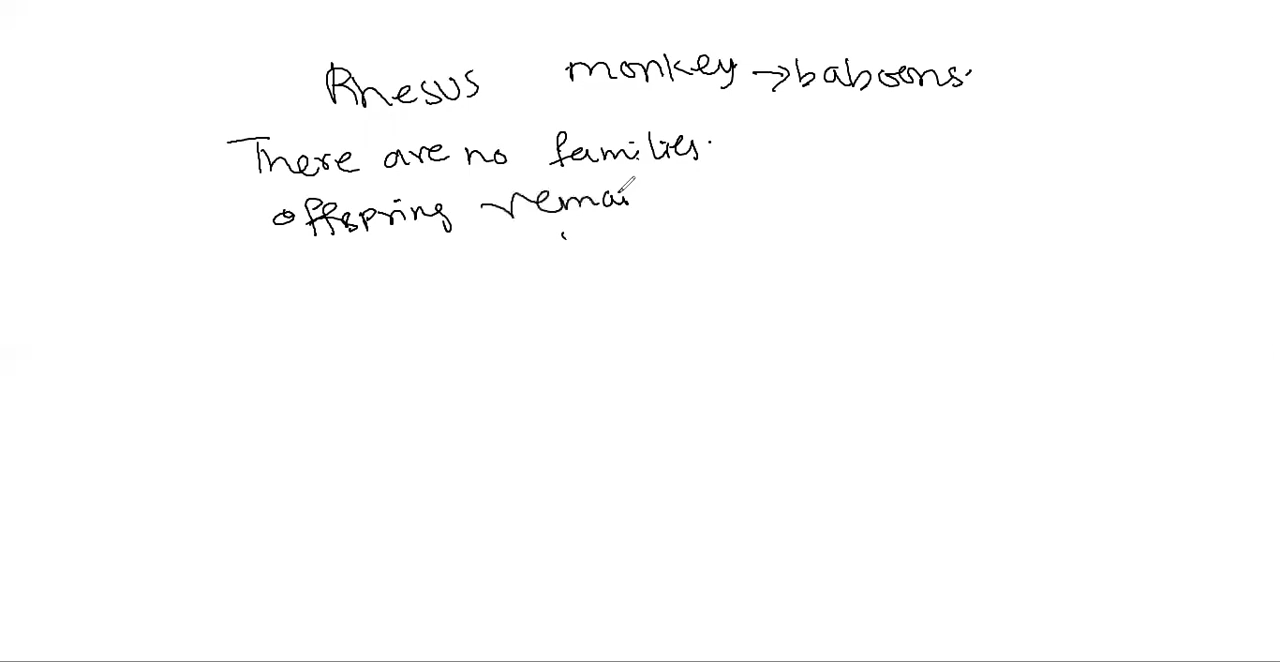 Rhesus monkey → baboons.
There are no families.
offspring remai